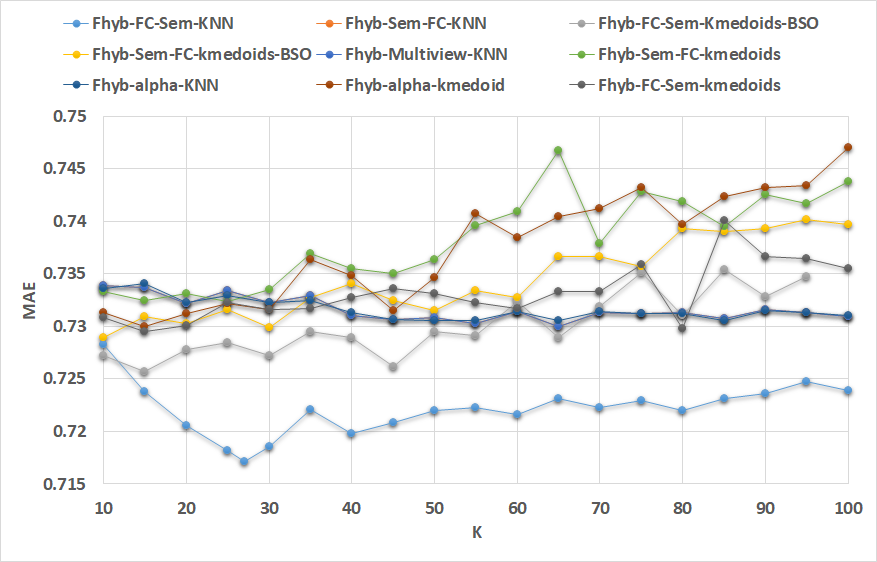 Fhyb-FC-Sem-KNN Fhyb-Sem-FC-KNN Fhyb-FC-Sem-Kmedoids-BSO
Fhyb-Sem-FC-kmedoids-BSO Fhyb-Multiview-KNN Fhyb-Sem-FC-kmedoids
Fhyb-alpha-KNN Fhyb-alpha-kmedoid Fhyb-FC-Sem-kmedoids
0.75
0.745
0.74
0.735
0.73
0.725
0.72
0.715
MAE
10 20 30 40 50 60 70 80 90 100
K